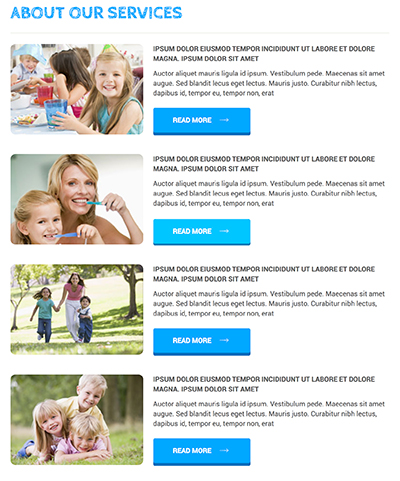 ABOUT OUR SERVICES
IPSUM DOLOR EIUSMOD TEMPOR INCIDIDUNT UT LABORE ET DOLORE
MAGNA. IPSUM DOLOR SIT AMET
Auctor aliquet mauris ligula id ipsum. Vestibulum pede. Maecenas sit amet
augue. Sed blandit lecus eget lectus. Mauris justo. Curabitur nibh lectus,
dapibus id, tempor eu, tempor non, erat
READ MORE →
IPSUM DOLOR EIUSMOD TEMPOR INCIDIDUNT UT LABORE ET DOLORE
MAGNA. IPSUM DOLOR SIT AMET
Auctor aliquet mauris ligula id ipsum. Vestibulum pede. Maecenas sit amet
augue. Sed blandit lecus eget lectus. Mauris justo. Curabitur nibh lectus,
dapibus id, tempor eu, tempor non, erat
READ MORE →
IPSUM DOLOR EIUSMOD TEMPOR INCIDIDUNT UT LABORE ET DOLORE
MAGNA. IPSUM DOLOR SIT AMET
Auctor aliquet mauris ligula id ipsum. Vestibulum pede. Maecenas sit amet
augue. Sed blandit lecus eget lectus. Mauris justo. Curabitur nibh lectus,
dapibus id, tempor eu, tempor non, erat
READ MORE →
IPSUM DOLOR EIUSMOD TEMPOR INCIDIDUNT UT LABORE ET DOLORE
MAGNA. IPSUM DOLOR SIT AMET
Auctor aliquet mauris ligula id ipsum. Vestibulum pede. Maecenas sit amet
augue. Sed blandit lecus eget lectus. Mauris justo. Curabitur nibh lectus,
dapibus id, tempor eu, tempor non, erat
READ MORE →